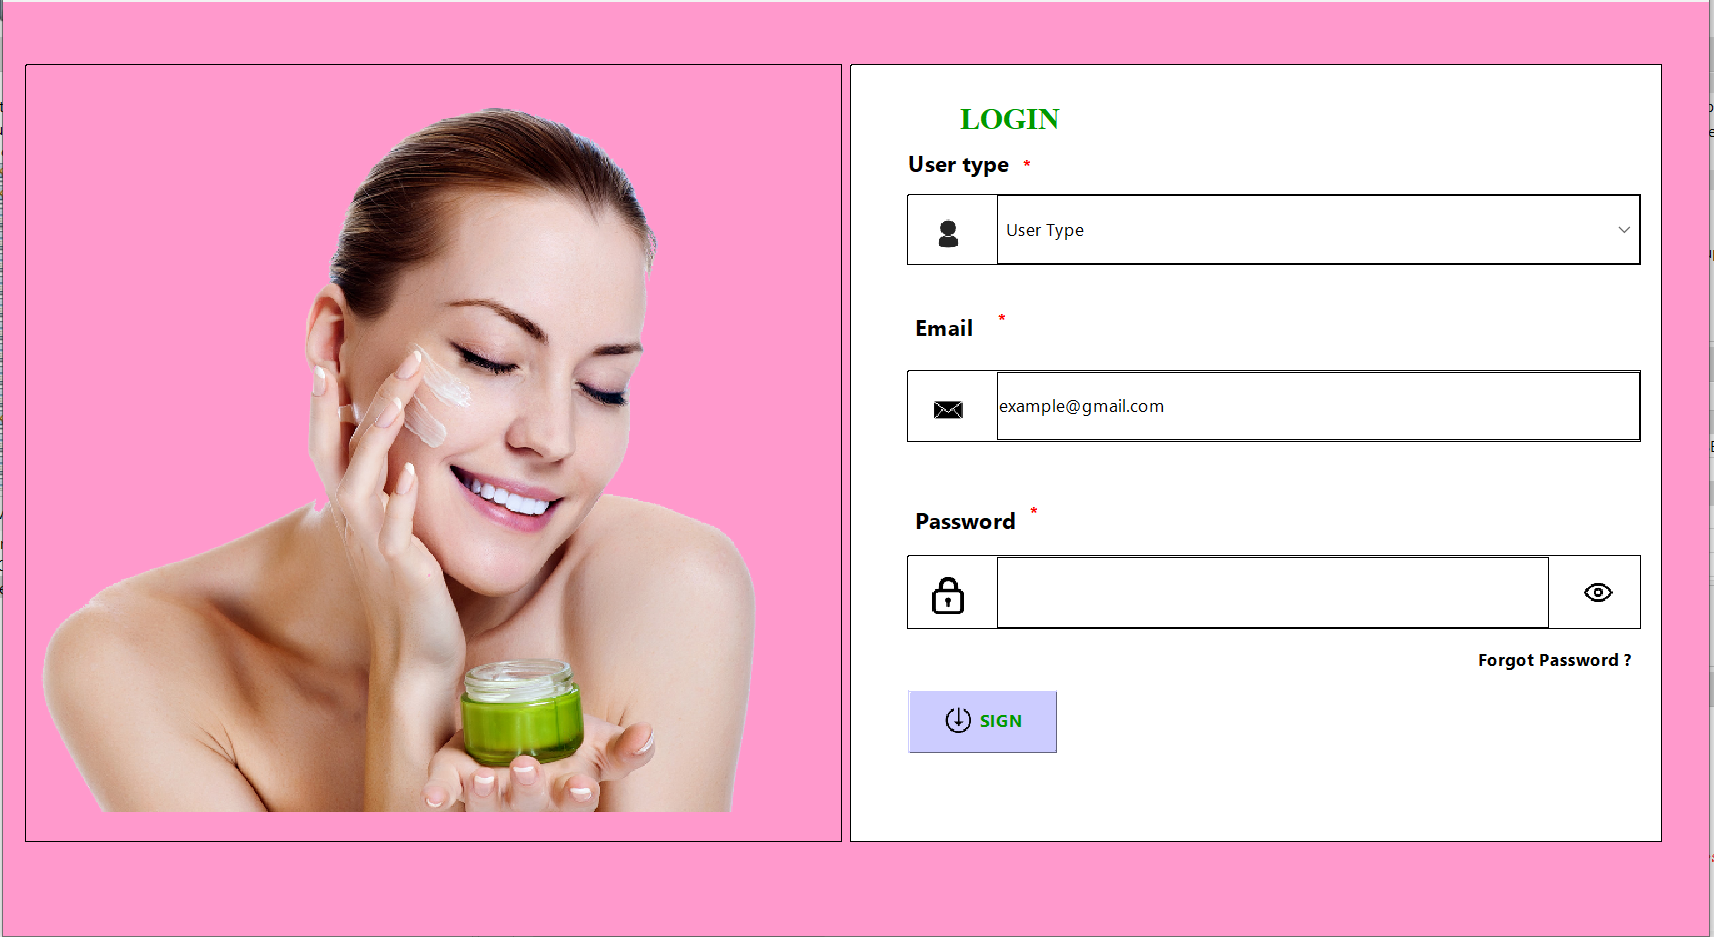 LOGIN
User type *
User Type
Email *
example@gmail.com
Password *
Forgot Password ?
SIGN